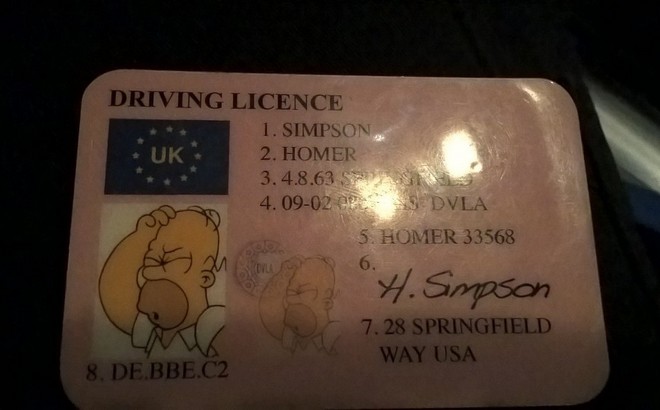 DRIVING LICENCE
UK
1. SIMPSON
2. HOMER
3. 4.8.63
4. 09-02 DVLA
5. HOMER 33568
6.
H. Simpson
7. 28 SPRINGFIELD
WAY USA
DVLA
8. DE.BBE.C2